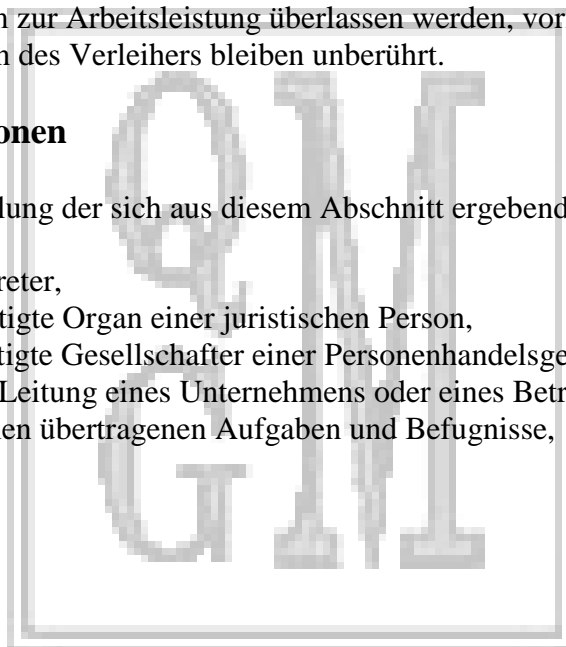 n zur Arbeitsleistung überlassen werden, vor
n des Verleihers bleiben unberührt.
onen
lung der sich aus diesem Abschnitt ergebend
reter,
tigte Organ einer juristischen Person,
tigte Gesellschafter einer Personenhandelsge
Leitung eines Unternehmens oder eines Betr
en übertragenen Aufgaben und Befugnisse,
Q M
G